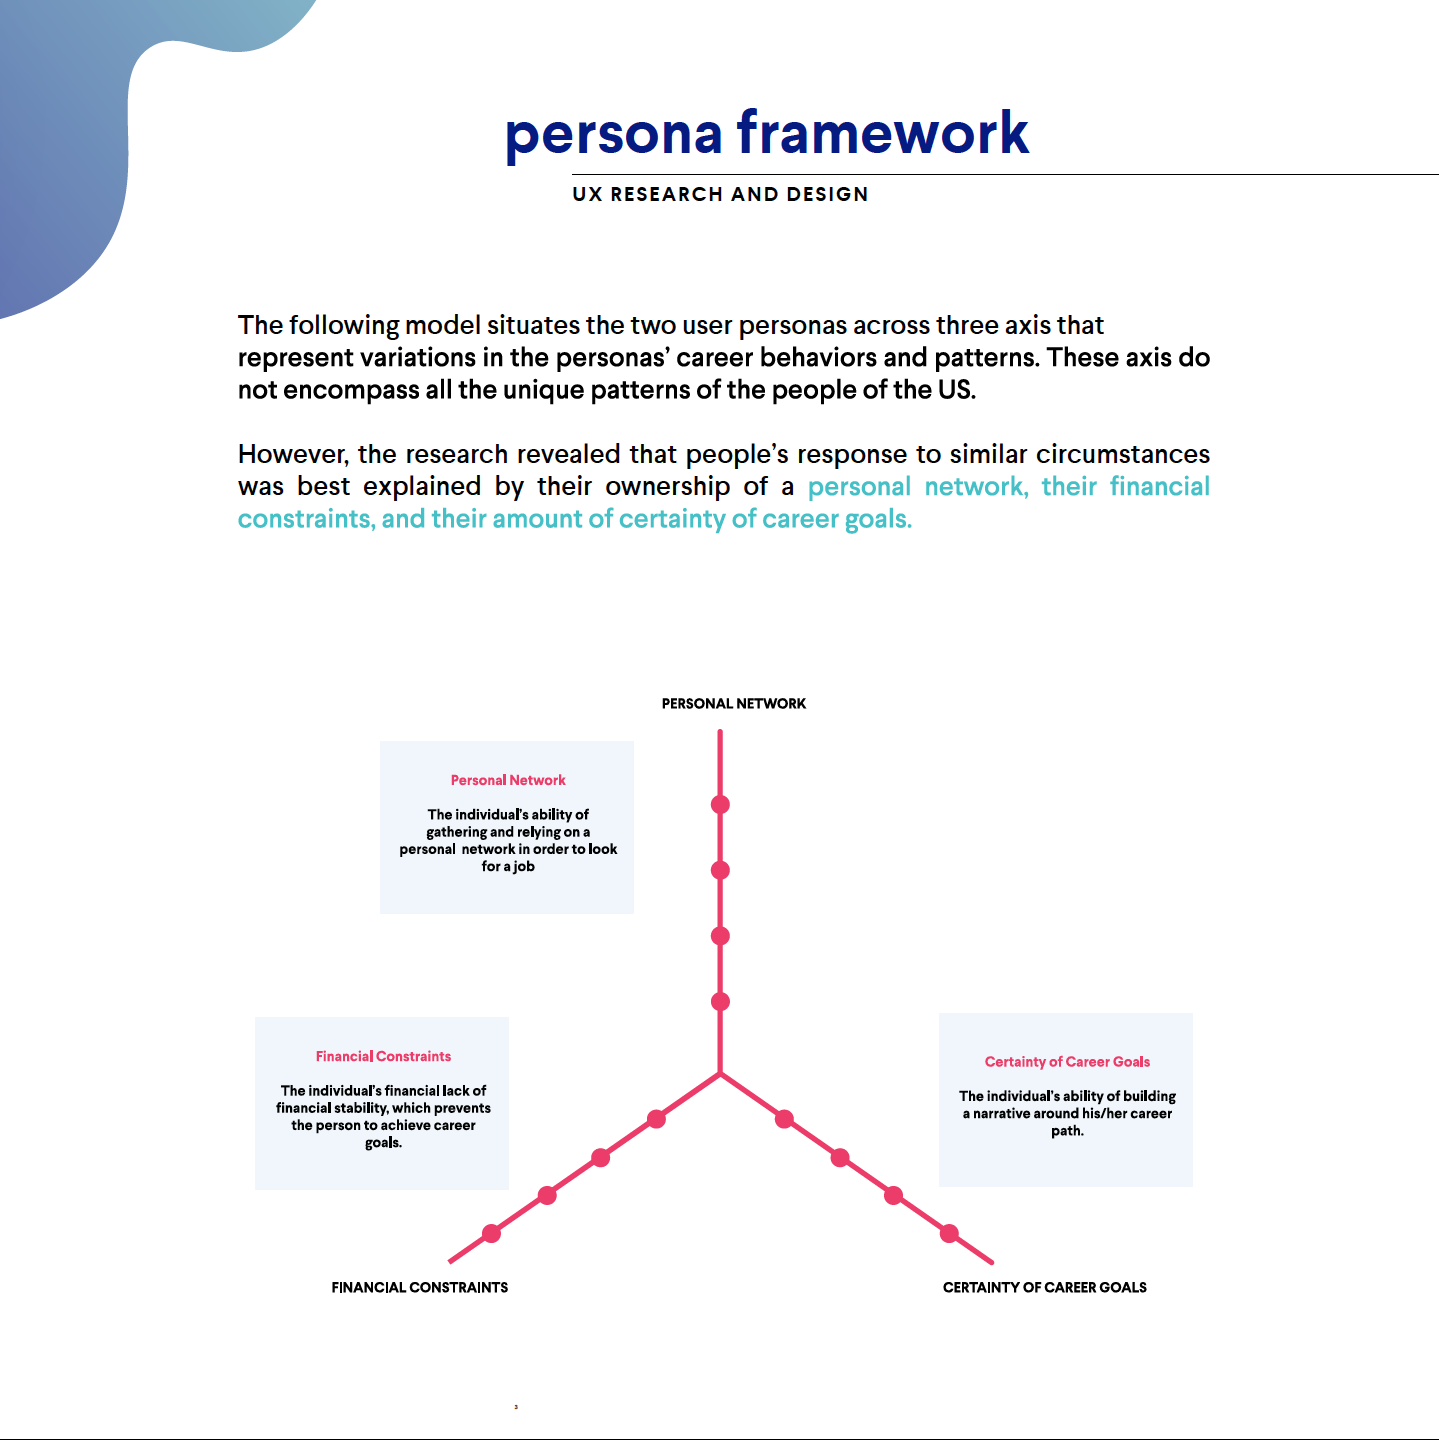 persona framework
UX RESEARCH AND DESIGN
The following model situates the two user personas across three axis that
represent variations in the personas’ career behaviors and patterns. These axis do
not encompass all the unique patterns of the people of the US.
However, the research revealed that people’s response to similar circumstances
was best explained by their ownership of a personal network, their financial
constraints, and their amount of certainty of career goals.
PERSONAL NETWORK
Personal Network
The individual’s ability of
gathering and relying on a
personal network in order to look
for a job
Financial Constraints
The individual’s financial lack of
financial stability, which prevents
the person to achieve career
goals.
Certainty of Career Goals
The individual’s ability of building
a narrative around his/her career
path.
FINANCIAL CONSTRAINTS
CERTAINTY OF CAREER GOALS
3